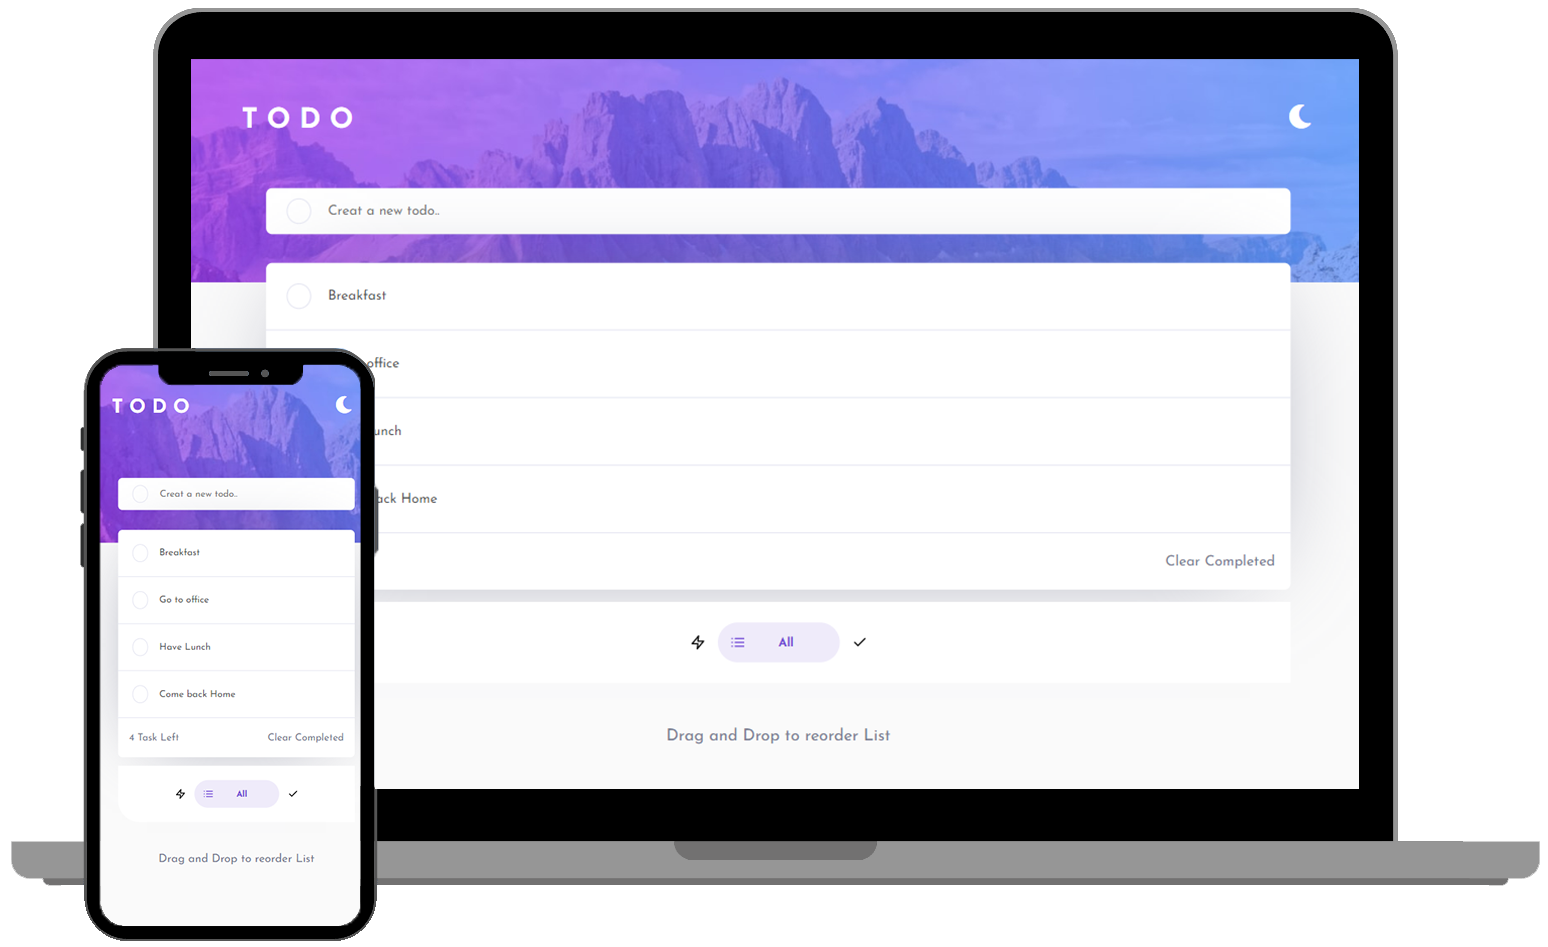 TODO
Creat a new todo..
Breakfast
office
unch
ack Home
Clear Completed
All
Drag and Drop to reorder List
TODO
Creat a new todo..
Breakfast
Go to office
Have Lunch
Come back Home
4 Task Left Clear Completed
All
Drag and Drop to reorder List